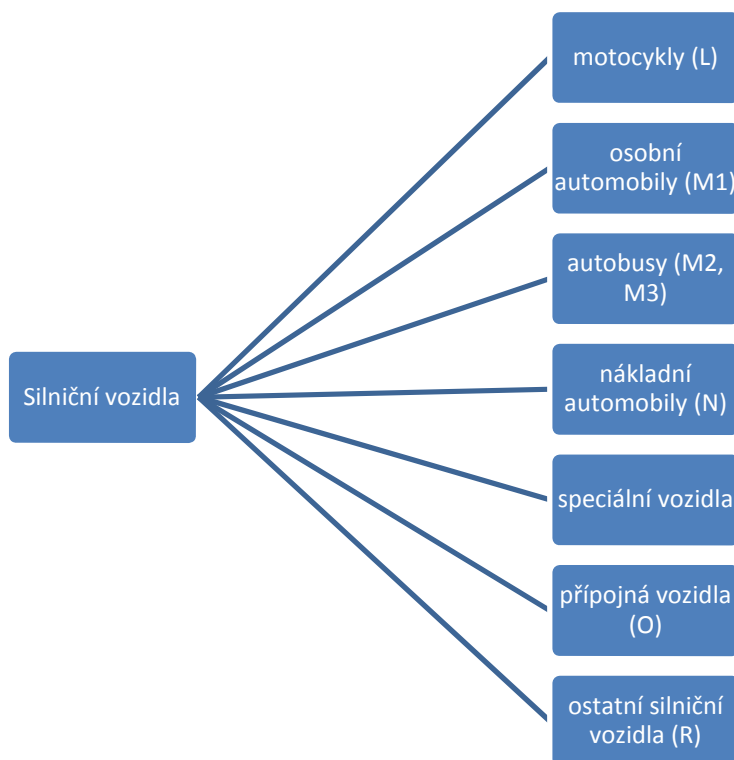 motocykly (L)
osobní
automobily (M1)
autobusy (M2,
M3)
Silniční vozidla
nákladní
automobily (N)
speciální vozidla
přípojná vozidla
(O)
ostatní silniční
vozidla (R)